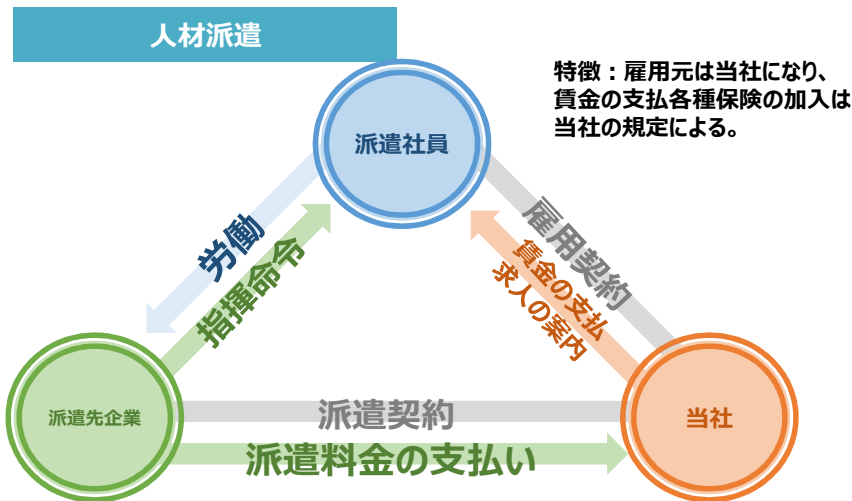 人材派遣
特徴：雇用元は当社になり、
賃金の支払各種保険の加入は
当社の規定による。
派遣社員
労働
指揮命令
雇用契約
賃金の支払
求人の案内
派遣先企業
派遣契約
派遣料金の支払い
当社